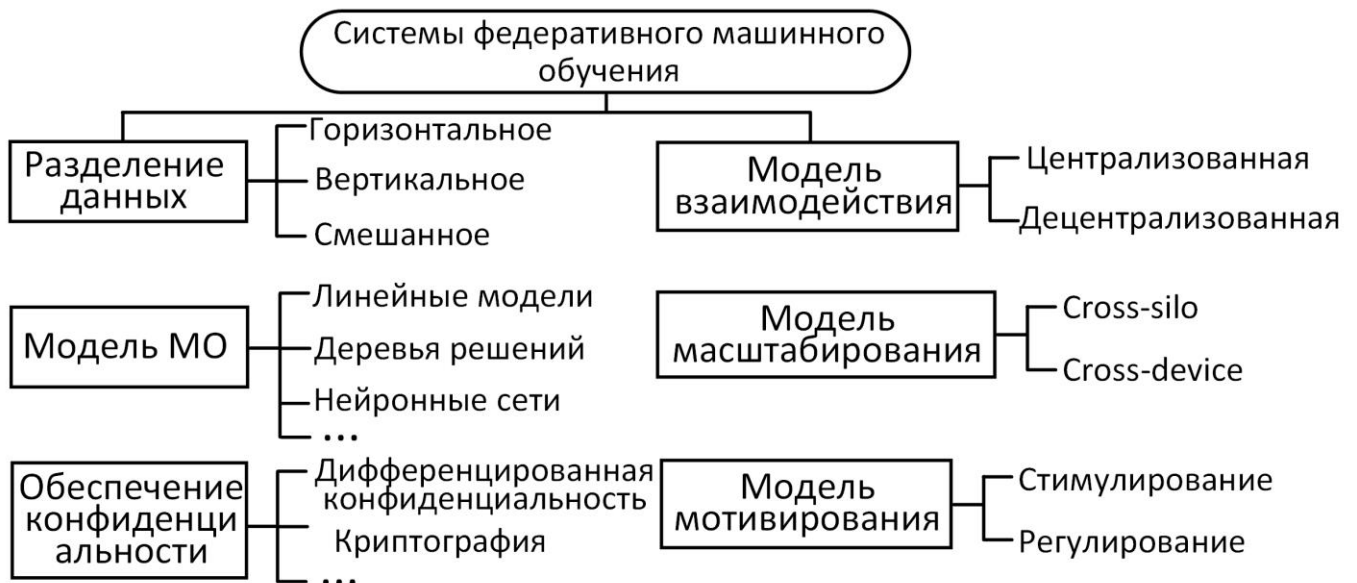 Системы федеративного машинного
обучения
Разделение
данных
Горизонтальное
Вертикальное
Смешанное
Модель
взаимодействия
Централизованная
Децентрализованная
Модель МО
Линейные модели
Деревья решений
Нейронные сети
...
Модель
масштабирования
Cross-silo
Cross-device
Обеспечение
конфиденци
альности
Дифференцированная
конфиденциальность
Криптография
...
Модель
мотивирования
Стимулирование
Регулирование